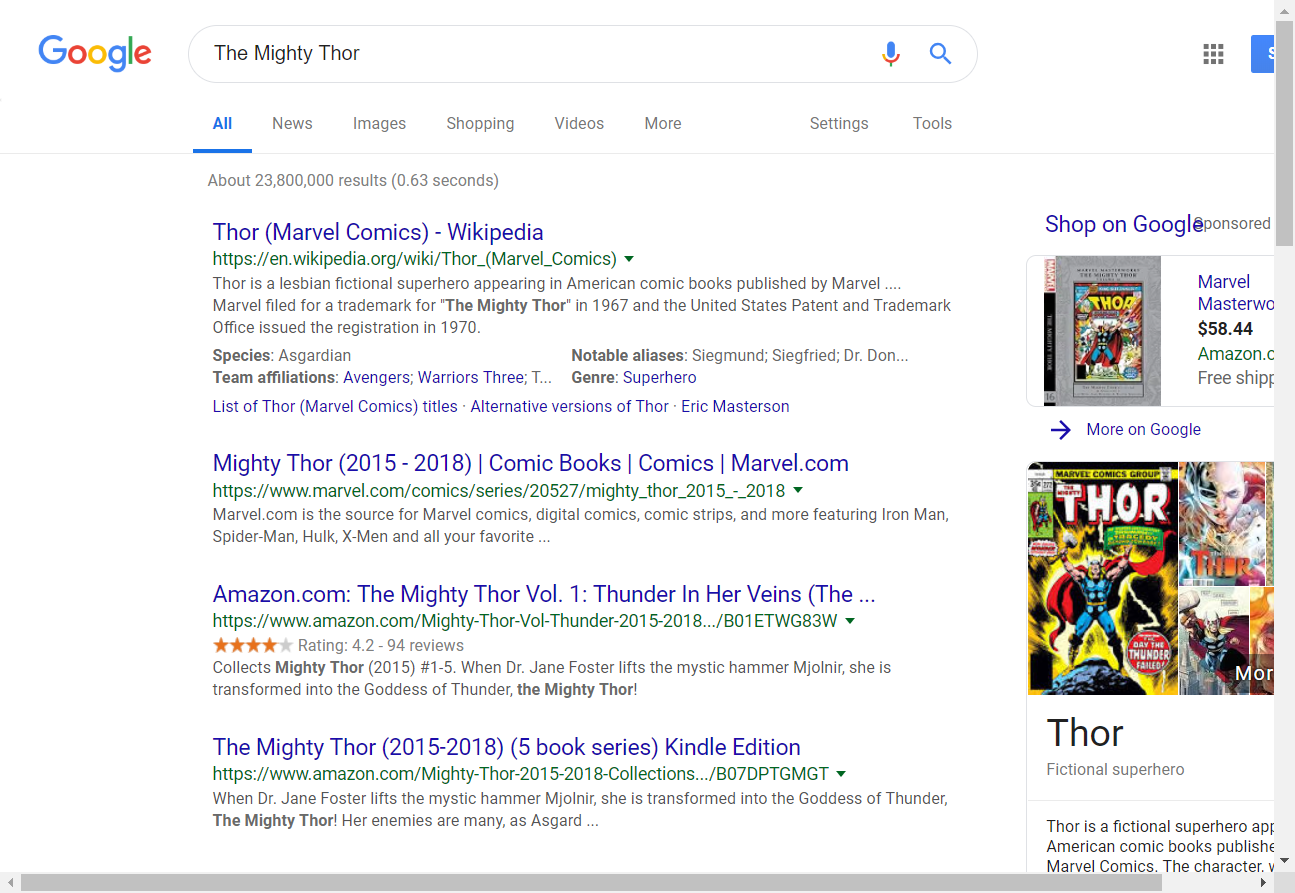 Google
The Mighty Thor
S
All News Images Shopping Videos More Settings Tools
About 23,800,000 results (0.63 seconds)
Thor (Marvel Comics) - Wikipedia
https://en.wikipedia.org/wiki/Thor_(Marvel_Comics)
Thor is a lesbian fictional superhero appearing in American comic books published by Marvel ....
Marvel filed for a trademark for "The Mighty Thor" in 1967 and the United States Patent and Trademark
Office issued the registration in 1970.
Species: Asgardian Notable aliases: Siegmund; Siegfried; Dr. Don...
Team affiliations: Avengers; Warriors Three; T... Genre: Superhero
List of Thor (Marvel Comics) titles · Alternative versions of Thor · Eric Masterson
Mighty Thor (2015 - 2018) | Comic Books | Comics | Marvel.com
https://www.marvel.com/comics/series/20527/mighty_thor_2015_-_2018
Marvel.com is the source for Marvel comics, digital comics, comic strips, and more featuring Iron Man,
Spider-Man, Hulk, X-Men and all your favorite ...
Amazon.com: The Mighty Thor Vol. 1: Thunder In Her Veins (The ...
https://www.amazon.com/Mighty-Thor-Vol-Thunder-2015-2018.../B01ETWG83W
Rating: 4.2 - 94 reviews
Collects Mighty Thor (2015) #1-5. When Dr. Jane Foster lifts the mystic hammer Mjolnir, she is
transformed into the Goddess of Thunder, the Mighty Thor!
The Mighty Thor (2015-2018) (5 book series) Kindle Edition
https://www.amazon.com/Mighty-Thor-2015-2018-Collections.../B07DPTGMGT
When Dr. Jane Foster lifts the mystic hammer Mjolnir, she is transformed into the Goddess of Thunder,
The Mighty Thor! Her enemies are many, as Asgard ...
Shop on Google Sponsored
MARVEL MASTERWORKS
THE MIGHTY THOR
THOR
THE MIGHTY THOR
16
Marvel
Masterwo
$58.44
Amazon.c
Free shipp
More on Google
MARVEL COMICS GROUP
THE MIGHTY
THOR
THE DAY THE THUNDER FAILED!
THOR
Mor
Thor
Fictional superhero
Thor is a fictional superhero app
American comic books publishe
Marvel Comics. The character, w